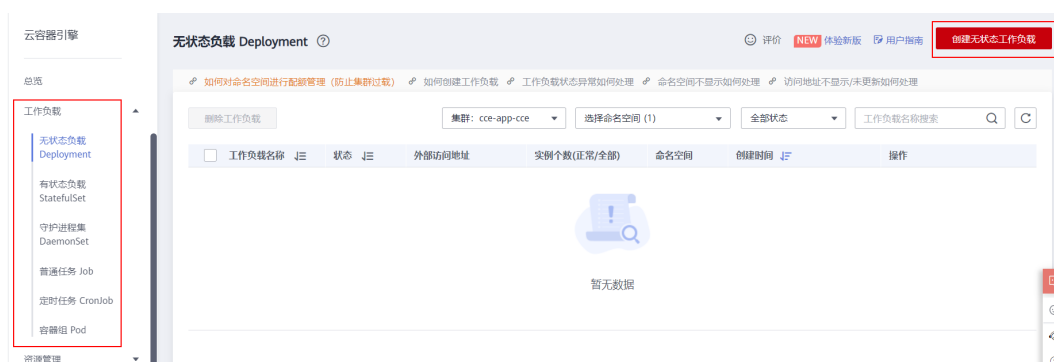 云容器引擎
总览
工作负载
无状态负载
Deployment
有状态负载
StatefulSet
守护进程集
DaemonSet
普通任务 Job
定时任务 CronJob
容器组 Pod
资源管理
无状态负载 Deployment
评价 NEW 体验新版 用户指南 创建无状态工作负载
如何对命名空间进行配额管理（防止集群过载） 如何创建工作负载 工作负载状态异常如何处理 命名空间不显示如何处理 访问地址不显示/未更新如何处理
删除工作负载 集群：cce-app-cce 选择命名空间 (1) 全部状态 工作负载名称搜索
工作负载名称 状态 外部访问地址 实例个数(正常/全部) 命名空间 创建时间 操作
暂无数据